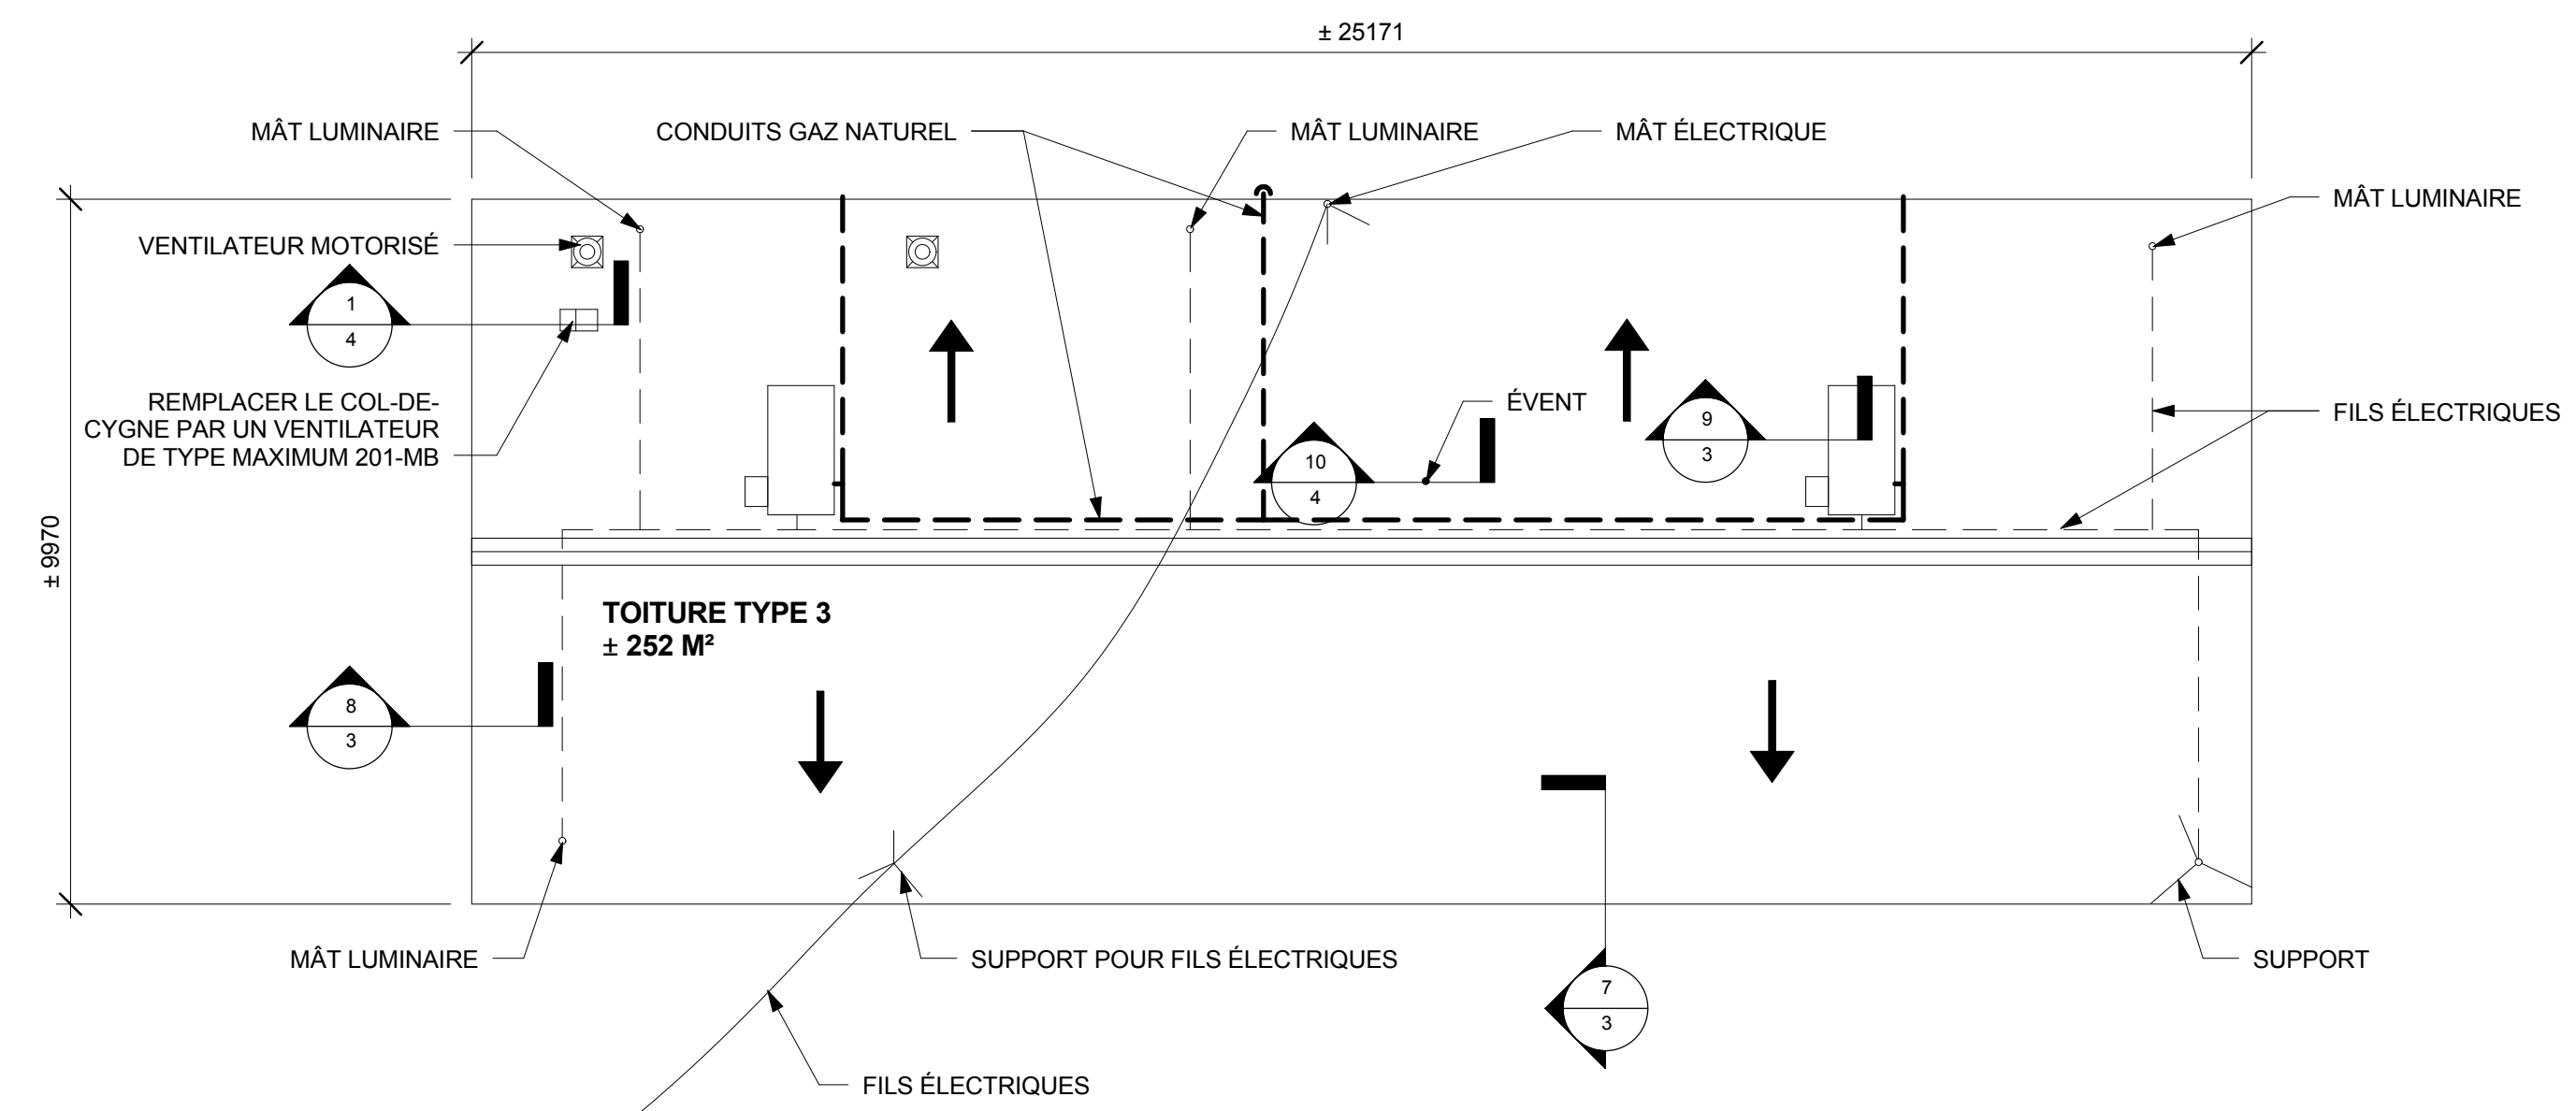 ± 25171
MÂT LUMINAIRE
CONDUITS GAZ NATUREL
MÂT LUMINAIRE
MÂT ÉLECTRIQUE
MÂT LUMINAIRE
VENTILATEUR MOTORISÉ
1
4
REMPLACER LE COL-DE-
CYGNE PAR UN VENTILATEUR
DE TYPE MAXIMUM 201-MB
ÉVENT
9
3
FILS ÉLECTRIQUES
10
4
± 9970
TOITURE TYPE 3
± 252 M²
8
3
MÂT LUMINAIRE
SUPPORT POUR FILS ÉLECTRIQUES
SUPPORT
7
3
FILS ÉLECTRIQUES